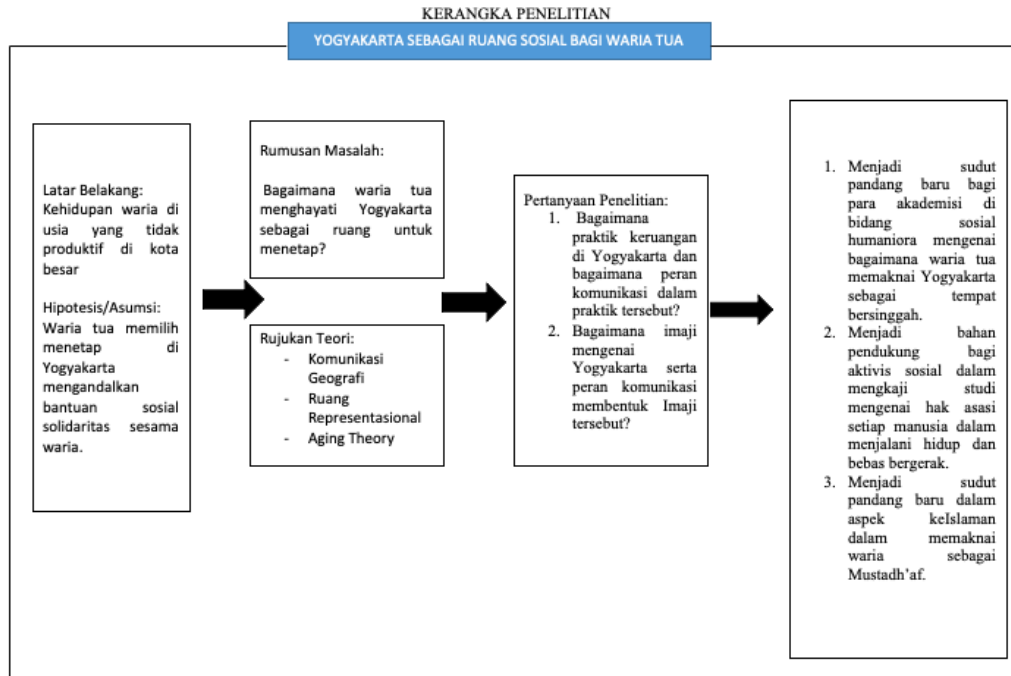 KERANGKA PENELITIAN
YOGYAKARTA SEBAGAI RUANG SOSIAL BAGI WARIA TUA
Latar Belakang:
Kehidupan waria di
usia yang tidak
produktif di kota
besar
Hipotesis/Asumsi:
Waria tua memilih
menetap di
Yogyakarta
mengandalkan
bantuan sosial
solidaritas sesama
waria.
Rumusan Masalah:
Bagaimana waria tua
menghayati Yogyakarta
sebagai ruang untuk
menetap?
Rujukan Teori:
- Komunikasi
Geografi
- Ruang
Representasional
- Aging Theory
Pertanyaan Penelitian:
1. Bagaimana
praktik keruangan
di Yogyakarta dan
bagaimana peran
komunikasi dalam
praktik tersebut?
2. Bagaimana imaji
mengenai
Yogyakarta serta
peran komunikasi
membentuk Imaji
tersebut?
1. Menjadi sudut
pandang baru bagi
para akademisi di
bidang sosial
humaniora mengenai
bagaimana waria tua
memaknai Yogyakarta
sebagai tempat
bersinggah.
2. Menjadi bahan
pendukung bagi
aktivis sosial dalam
mengkaji studi
mengenai hak asasi
setiap manusia dalam
menjalani hidup dan
bebas bergerak.
3. Menjadi sudut
pandang baru dalam
aspek keIslaman
dalam memaknai
waria sebagai
Mustadh'af.